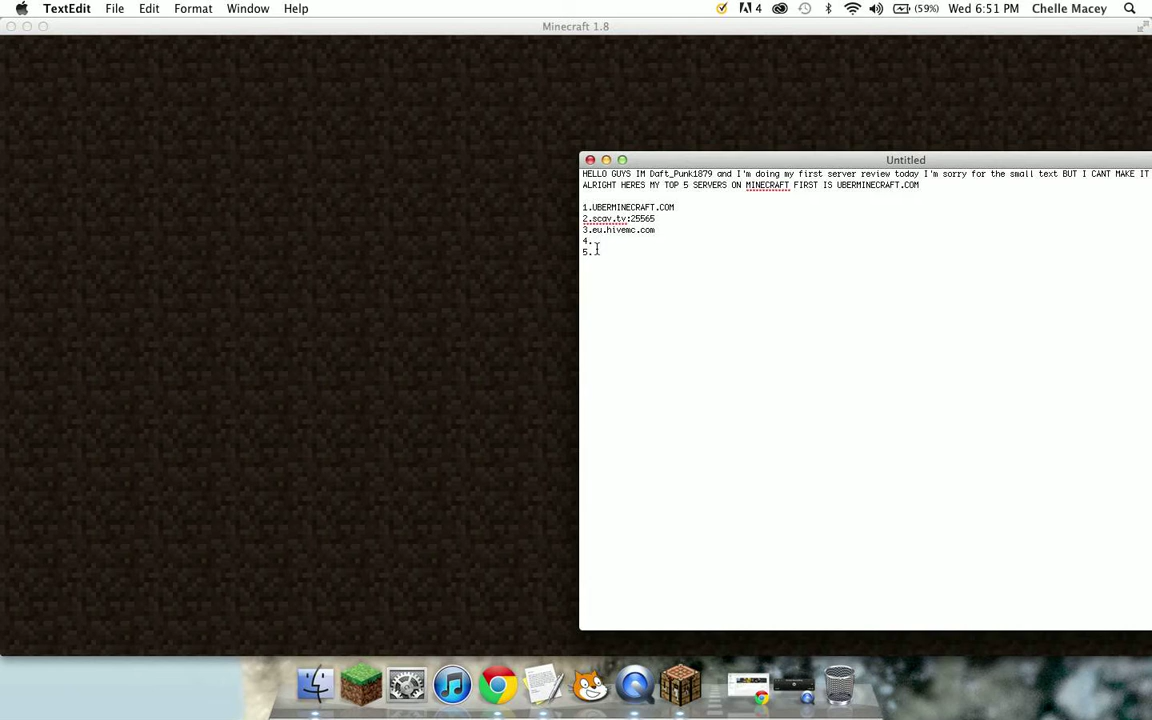 TextEdit File Edit Format Window Help 4 (59%) Wed 6:51 PM Chelle Macey
Minecraft 1.8
Untitled
HELLO GUYS IM Daft_Punk1879 and I'm doing my first server review today I'm sorry for the small text BUT I CANT MAKE IT
ALRIGHT HERES MY TOP 5 SERVERS ON MINECRAFT FIRST IS UBERMINECRAFT.COM
1.UBERMINECRAFT.COM
2.scav.tv:25565
3.eu.hivemc.com
4.
5.